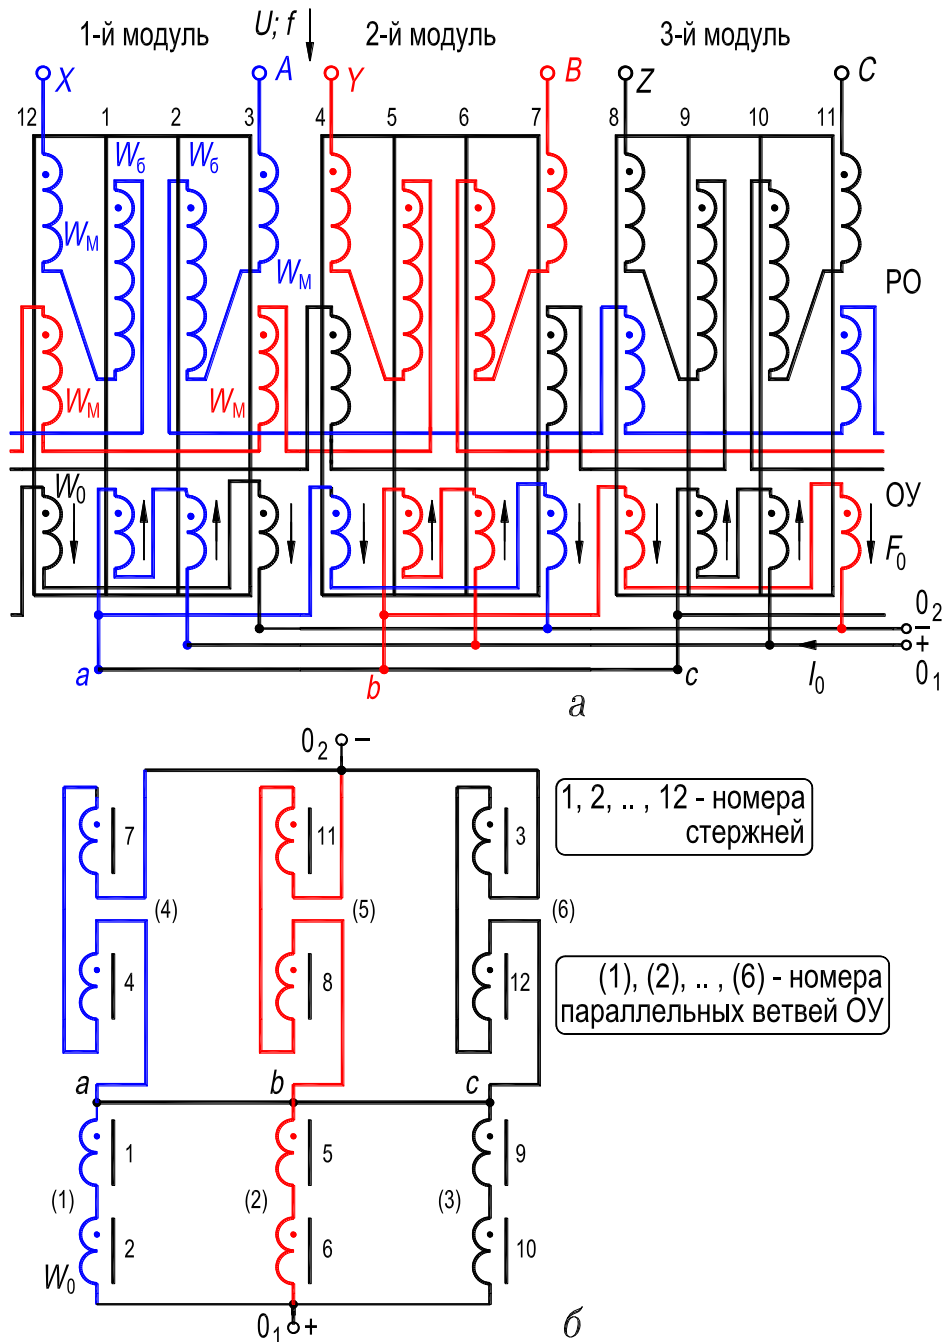 1-й модуль U; f 2-й модуль 3-й модуль
X A Y B Z C
12 1 2 3 4 5 6 7 8 9 10 11
Wб Wб
Wм Wм
РО
Wм Wм
W0 ОУ
F0
02
−
+
a b c I0 01
а
02 −
7 11 3
1, 2, .. , 12 - номера
стержней
(4) (5) (6)
4 8 12
(1), (2), .. , (6) - номера
параллельных ветвей ОУ
a b c
1 5 9
(1) (2) (3)
2 6 10
W0
01 +
б